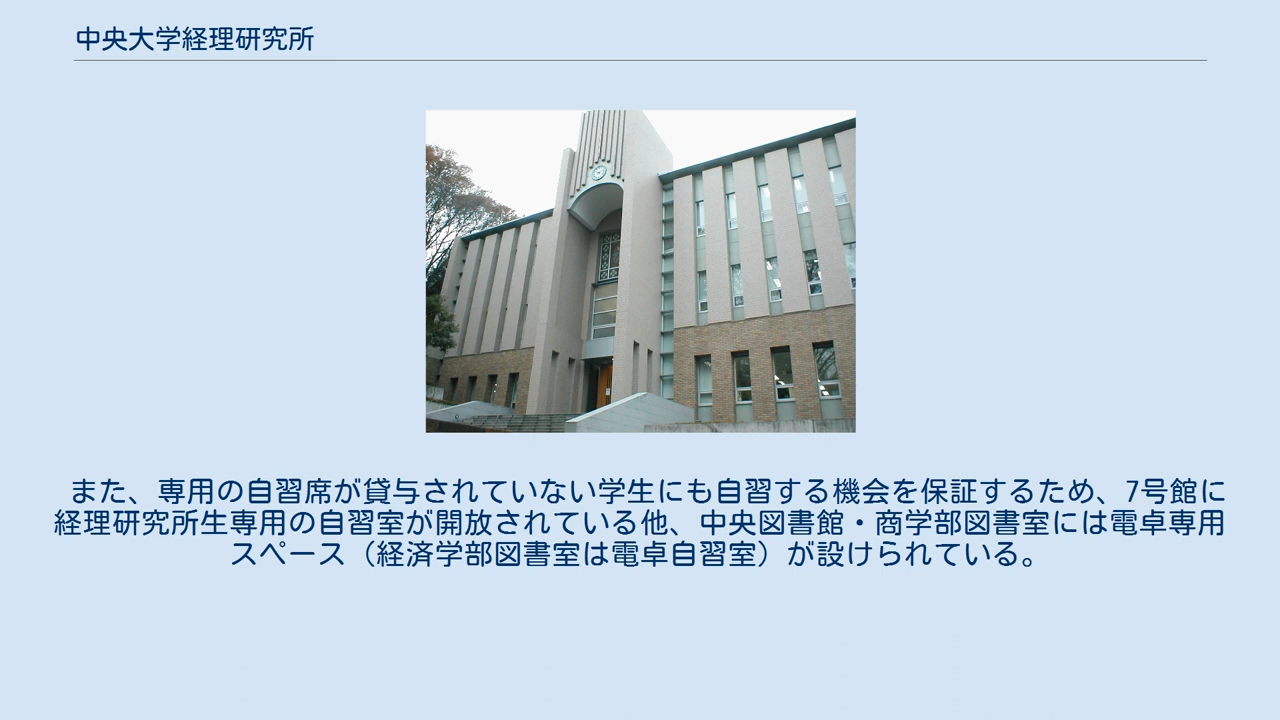 中央大学経理研究所
また、専用の自習席が貸与されていない学生にも自習する機会を保証するため、7号館に
経理研究所生専用の自習室が開放されている他、中央図書館・商学部図書室には電卓専用
スペース（経済学部図書室は電卓自習室）が設けられている。